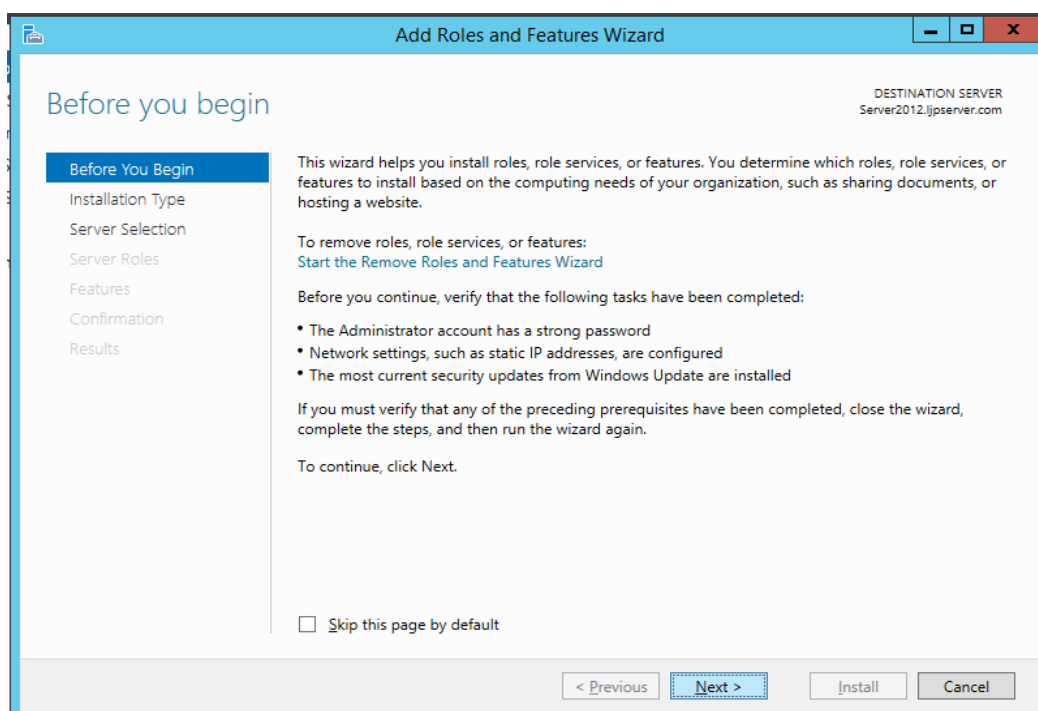 Add Roles and Features Wizard
Before you begin
DESTINATION SERVER
Server2012.ljpserver.com
Before You Begin
Installation Type
Server Selection
Server Roles
Features
Confirmation
Results
This wizard helps you install roles, role services, or features. You determine which roles, role services, or
features to install based on the computing needs of your organization, such as sharing documents, or
hosting a website.
To remove roles, role services, or features:
Start the Remove Roles and Features Wizard
Before you continue, verify that the following tasks have been completed:
• The Administrator account has a strong password
• Network settings, such as static IP addresses, are configured
• The most current security updates from Windows Update are installed
If you must verify that any of the preceding prerequisites have been completed, close the wizard,
complete the steps, and then run the wizard again.
To continue, click Next.
Skip this page by default
< Previous
Next >
Install
Cancel